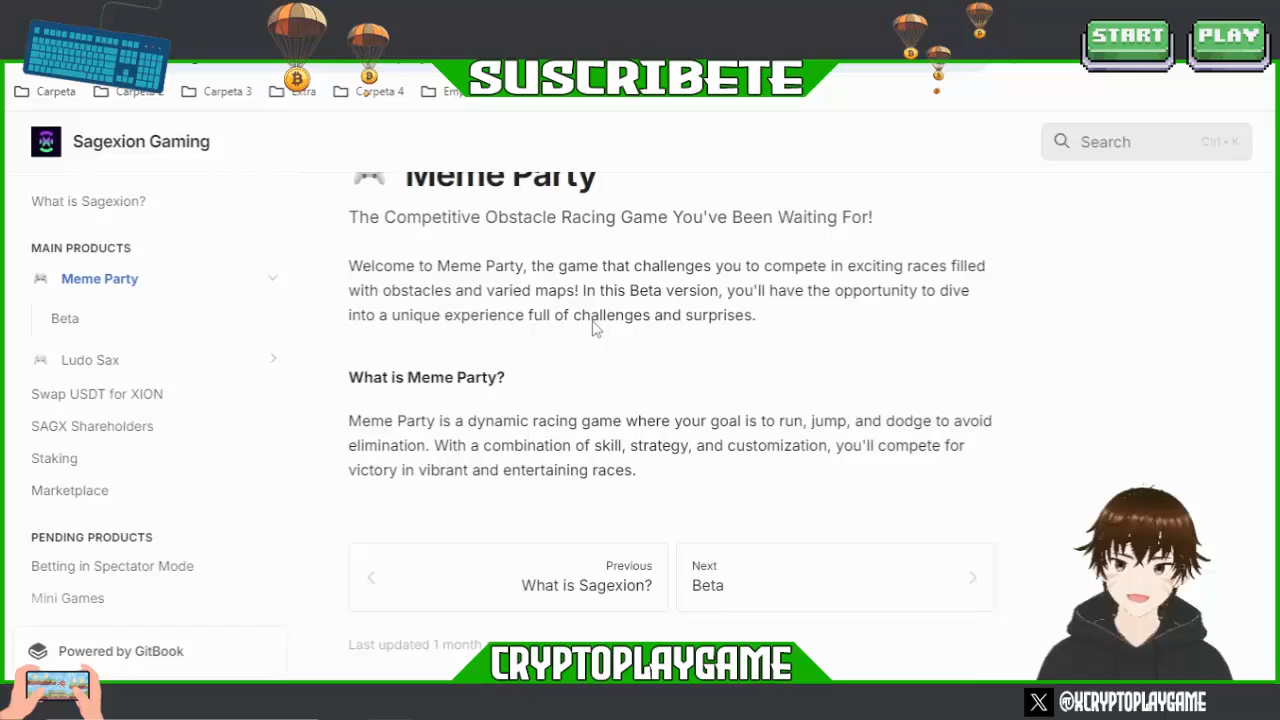 START PLAY
SUSCRIBETE
Carpeta Carpeta 3 Extra Carpeta 4
Sagexion Gaming
Search Ctrl + K
Meme Party
What is Sagexion?
The Competitive Obstacle Racing Game You've Been Waiting For!
MAIN PRODUCTS
Meme Party
Beta
Ludo Sax
Swap USDT for XION
SAGX Shareholders
Staking
Marketplace
PENDING PRODUCTS
Betting in Spectator Mode
Mini Games
Powered by GitBook
Welcome to Meme Party, the game that challenges you to compete in exciting races filled
with obstacles and varied maps! In this Beta version, you'll have the opportunity to dive
into a unique experience full of challenges and surprises.
What is Meme Party?
Meme Party is a dynamic racing game where your goal is to run, jump, and dodge to avoid
elimination. With a combination of skill, strategy, and customization, you'll compete for
victory in vibrant and entertaining races.
Previous
What is Sagexion?
Next
Beta
Last updated 1 month
CRYPTOPLAYGAME
@XCRYPTOPLAYGAME